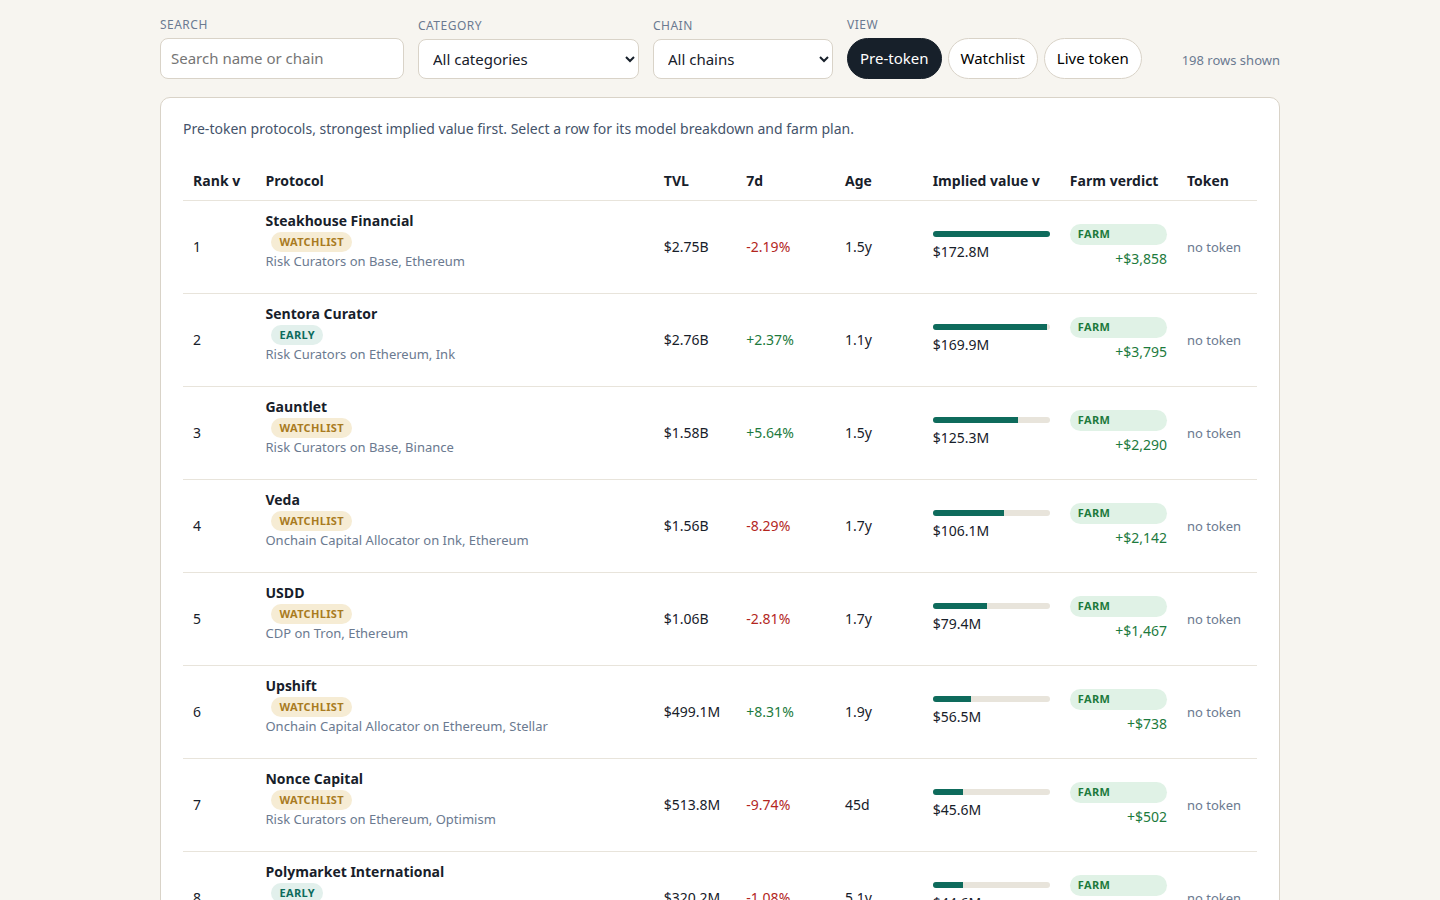 SEARCH CATEGORY CHAIN VIEW
Search name or chain All categories All chains Pre-token Watchlist Live token 198 rows shown
Pre-token protocols, strongest implied value first. Select a row for its model breakdown and farm plan.
Rank v Protocol TVL 7d Age Implied value v Farm verdict Token
Steakhouse Financial
WATCHLIST
Risk Curators on Base, Ethereum
1 $2.75B -2.19% 1.5y $172.8M FARM +$3,858 no token
Sentora Curator
EARLY
Risk Curators on Ethereum, Ink
2 $2.76B +2.37% 1.1y $169.9M FARM +$3,795 no token
Gauntlet
WATCHLIST
Risk Curators on Base, Binance
3 $1.58B +5.64% 1.5y $125.3M FARM +$2,290 no token
Veda
WATCHLIST
Onchain Capital Allocator on Ink, Ethereum
4 $1.56B -8.29% 1.7y $106.1M FARM +$2,142 no token
USDD
WATCHLIST
CDP on Tron, Ethereum
5 $1.06B -2.81% 1.7y $79.4M FARM +$1,467 no token
Upshift
WATCHLIST
Onchain Capital Allocator on Ethereum, Stellar
6 $499.1M +8.31% 1.9y $56.5M FARM +$738 no token
Nonce Capital
WATCHLIST
Risk Curators on Ethereum, Optimism
7 $513.8M -9.74% 45d $45.6M FARM +$502 no token
Polymarket International
EARLY
8 $320.2M -1.08% 5.1y FARM no token